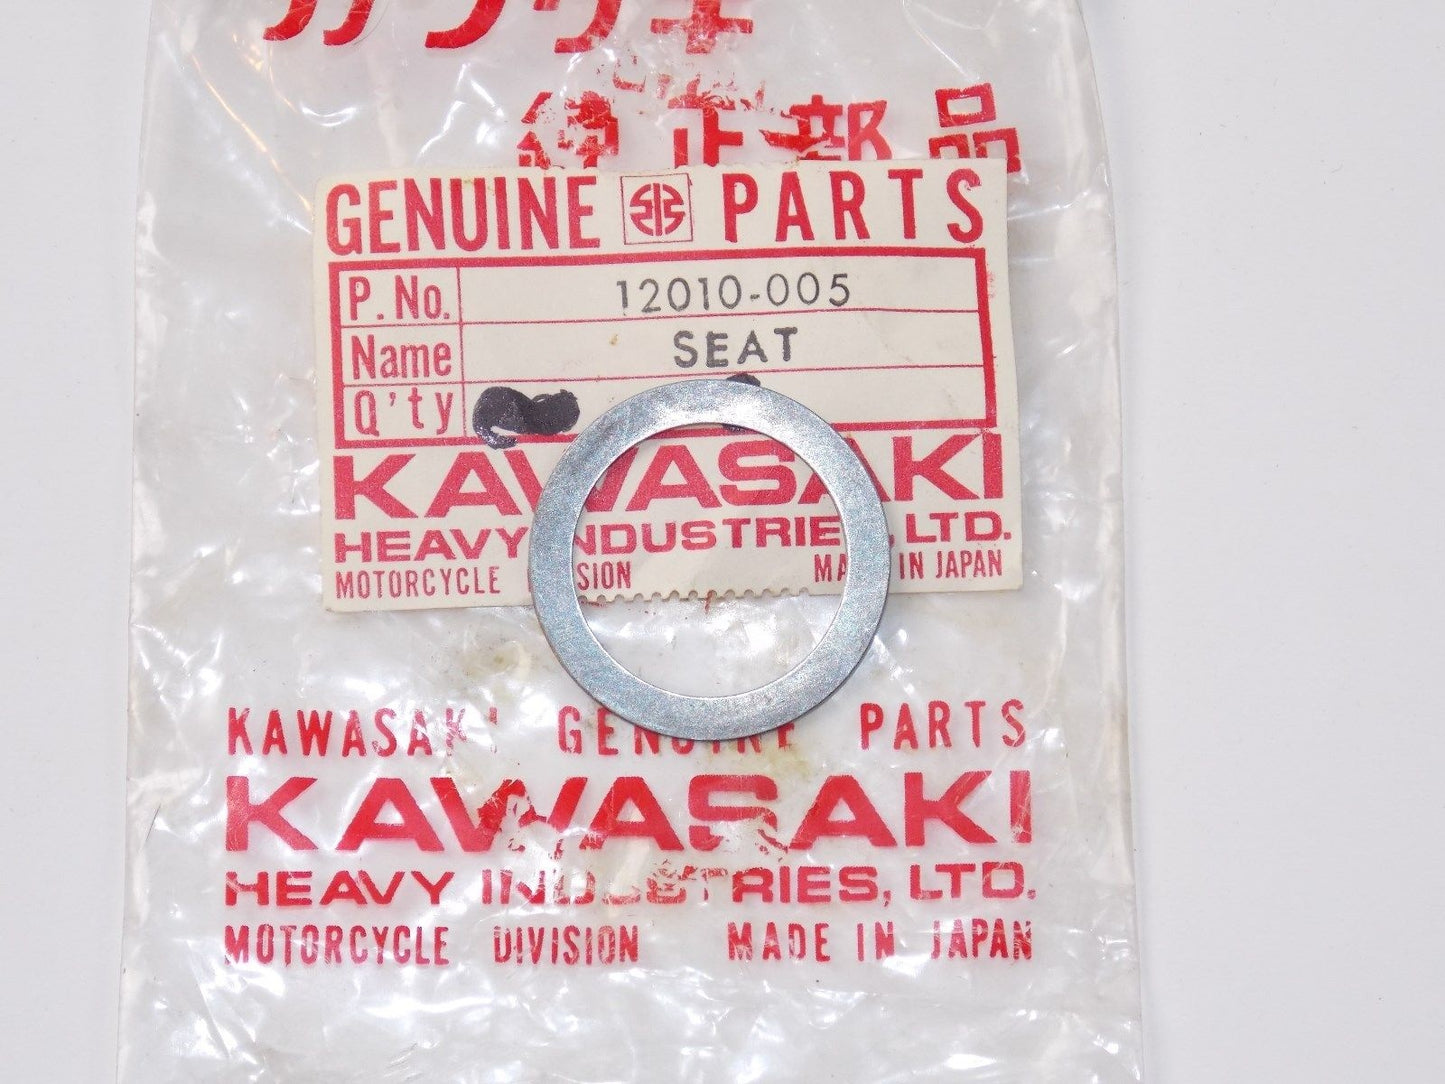 カワサキ
純正部品
GENUINE PARTS
P. No. 12010-005
Name SEAT
Q'ty
KAWASAKI
HEAVY INDUSTRIES, LTD.
MOTORCYCLE DIVISION MADE IN JAPAN
KAWASAKI GENUINE PARTS
KAWASAKI
HEAVY INDUSTRIES, LTD.
MOTORCYCLE DIVISION MADE IN JAPAN